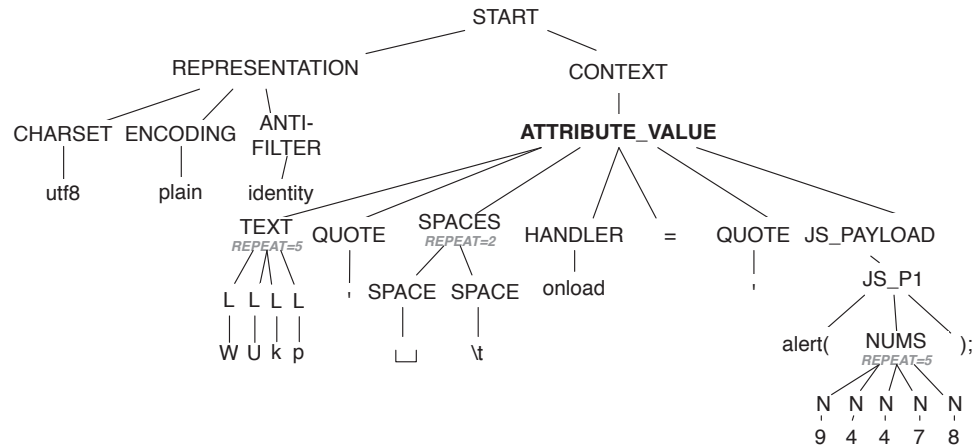 START
REPRESENTATION
CONTEXT
CHARSET ENCODING ANTI-
FILTER
ATTRIBUTE_VALUE
utf8 plain identity
TEXT QUOTE SPACES HANDLER = QUOTE JS_PAYLOAD
REPEAT=5 REPEAT=2
' SPACE SPACE onload ' JS_P1
L L L L
W U k p ␣ \t alert( NUMS );
REPEAT=5
N N N N N
9 4 4 7 8